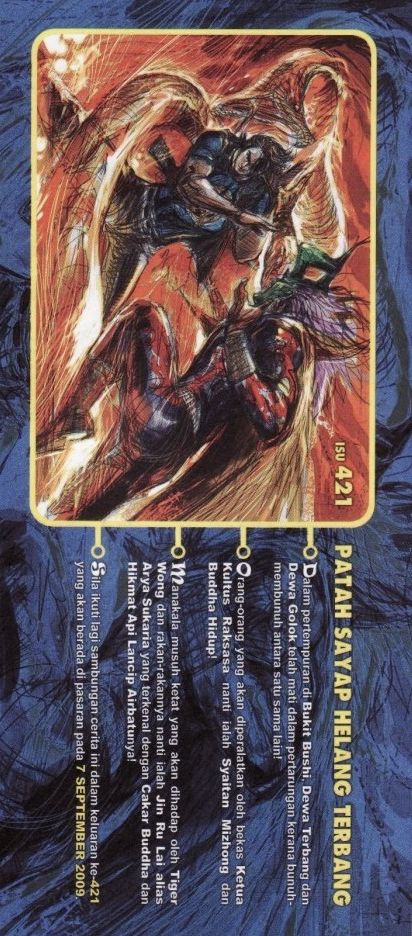 PATAH SAYAP HELANG TERBANG
ISU 421
Dalam pertempuran di Bukit Bushi, Dewa Terbang dan
Dewa Golok telah mati dalam pertarungan kerana bunuh-
membunuh antara satu sama lain!
Orang-orang yang akan diperalatkan oleh bekas Ketua
Kultus Raksasa nanti ialah Syaitan Mizhong dan
Buddha Hidup!
Manakala musuh ketat yang akan dihadap oleh Tiger
Wong dan rakan-rakannya nanti ialah Jin Ru Lai alias
Arya Sukaria yang terkenal dengan Cakar Buddha dan
Hikmat Api Lancip Airbatunya!
Sila ikuti lagi sambungan cerita ini dalam keluaran ke-421
yang akan berada di pasaran pada 7 SEPTEMBER 2009.